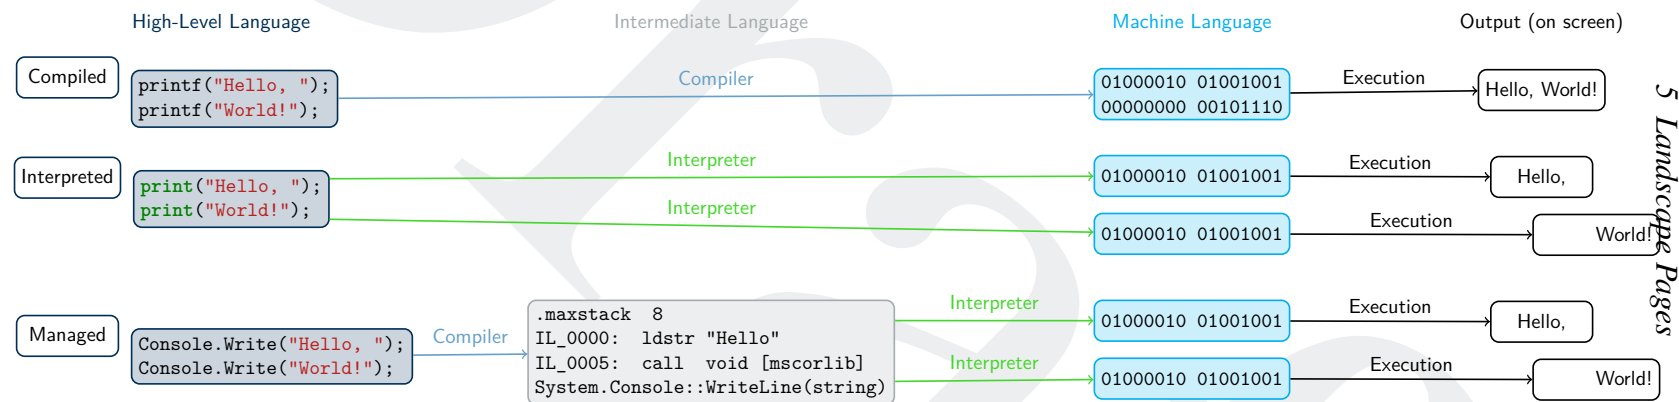 High-Level Language
Intermediate Language
Machine Language
Output (on screen)
Compiled
printf("Hello, ");
printf("World!");
Compiler
01000010 01001001
00000000 00101110
Execution
Hello, World!
Interpreted
print("Hello, ");
print("World!");
Interpreter
01000010 01001001
Execution
Hello,
Interpreter
01000010 01001001
Execution
World!
Managed
Console.Write("Hello, ");
Console.Write("World!");
Compiler
.maxstack 8
IL_0000: ldstr "Hello"
IL_0005: call void [mscorlib]
System.Console::WriteLine(string)
Interpreter
01000010 01001001
Execution
Hello,
Interpreter
01000010 01001001
Execution
World!
5 Landscape Pages